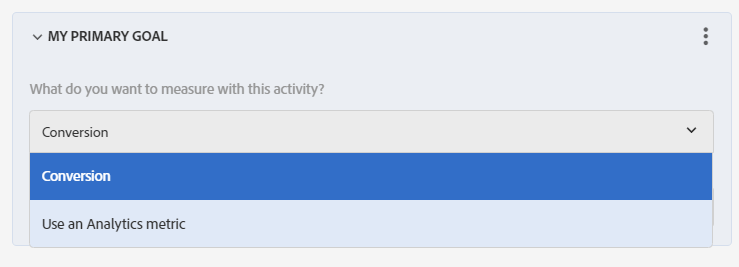 MY PRIMARY GOAL
What do you want to measure with this activity?
Conversion
Conversion
Use an Analytics metric